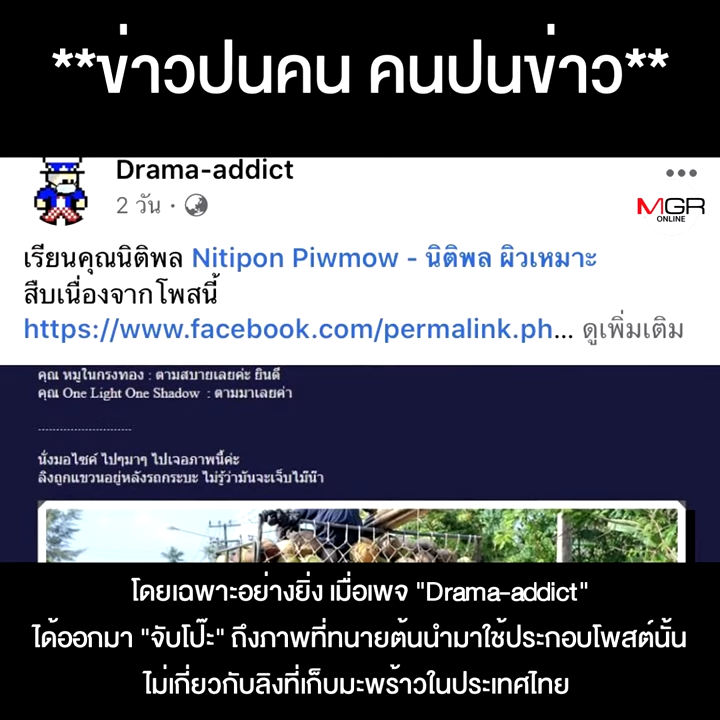 **ข่าวปนคน คนปนข่าว**
Drama-addict
2 วัน ·
MGR
ONLINE
เรียนคุณนิติพล Nitipon Piwmow - นิติพล ผิวเหมาะ
สืบเนื่องจากโพสนี้
https://www.facebook.com/permalink.ph... ดูเพิ่มเติม
คุณ หมูในกรงทอง : ตามสบายเลยค่ะ ยินดี
คุณ One Light One Shadow : ตามมาเลยค่า
--------------------------
นั่งมอไซค์ ไปๆมาๆ ไปเจอภาพนี้ค่ะ
ลิงถูกแขวนอยู่หลังรถกระบะ ไม่รู้ว่ามันจะเจ็บไม๊น๊า
โดยเฉพาะอย่างยิ่ง เมื่อเพจ "Drama-addict"
ได้ออกมา "จับโป๊ะ" ถึงภาพที่ทนายต้นนำมาใช้ประกอบโพสต์นั้น
ไม่เกี่ยวกับลิงที่เก็บมะพร้าวในประเทศไทย